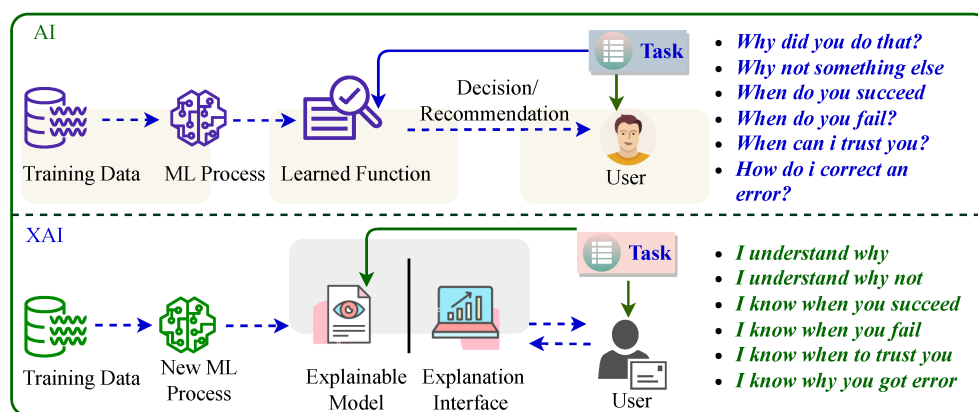 AI
Task
Decision/
Recommendation
Training Data
ML Process
Learned Function
User
• Why did you do that?
• Why not something else
• When do you succeed
• When do you fail?
• When can i trust you?
• How do i correct an
error?
XAI
Task
Training Data
New ML
Process
Explainable
Model
Explanation
Interface
User
• I understand why
• I understand why not
• I know when you succeed
• I know when you fail
• I know when to trust you
• I know why you got error